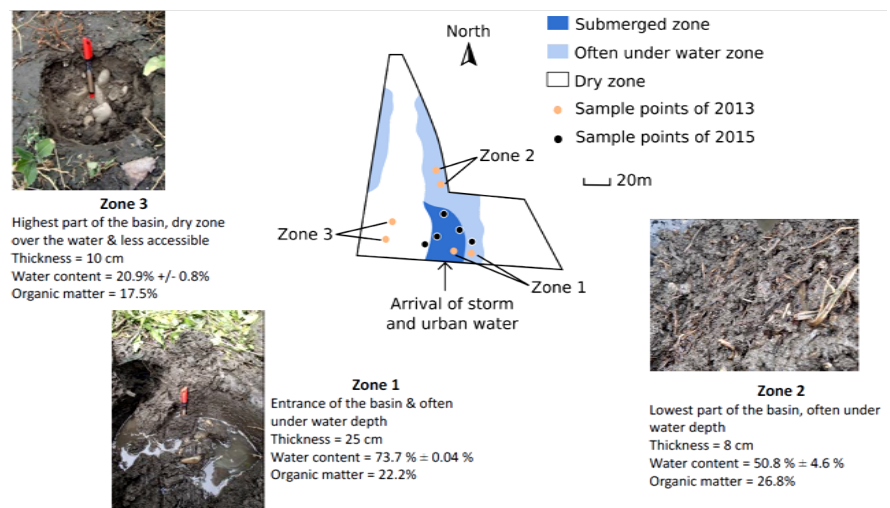 North
Submerged zone
Often under water zone
Dry zone
Sample points of 2013
Sample points of 2015
20m
Zone 2
Zone 3
Zone 1
Arrival of storm
and urban water
Zone 3
Highest part of the basin, dry zone
over the water & less accessible
Thickness = 10 cm
Water content = 20.9% +/- 0.8%
Organic matter = 17.5%
Zone 1
Entrance of the basin & often
under water depth
Thickness = 25 cm
Water content = 73.7 % ± 0.04 %
Organic matter = 22.2%
Zone 2
Lowest part of the basin, often under
water depth
Thickness = 8 cm
Water content = 50.8 % ± 4.6 %
Organic matter = 26.8%